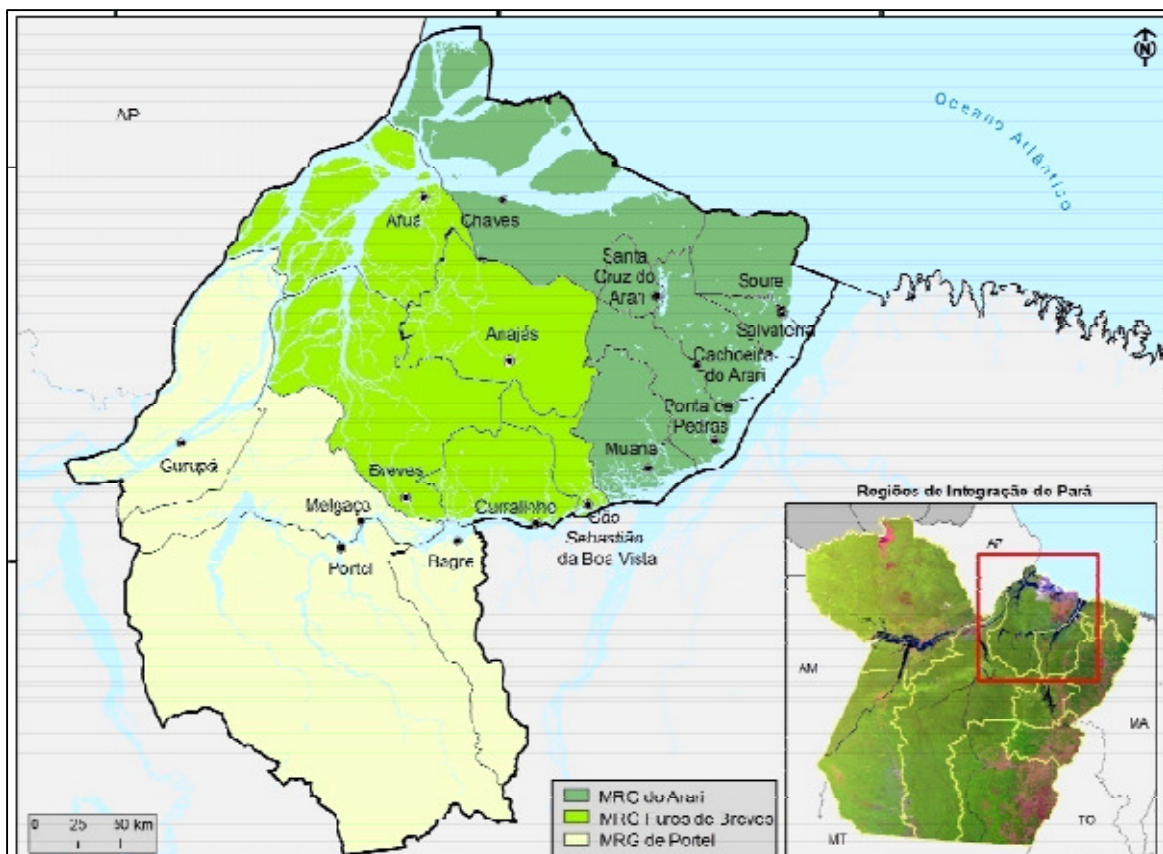 N
AP
Oceano Atlântico
Afuá
Chaves
Santa
Cruz do
Arari
Soure
Salvaterra
Anajás
Cachoeira
do Arari
Ponta de
Pedras
Muaná
Gurupá
Breves
Melgaço
Curralinho
São
Sebastião
da Boa Vista
Portel
Bagre
Regiões de Integração do Pará
AP
AM
MA
TO
MT
0 25 50 km
MRG do Arari
MRG Furos de Breves
MRG de Portel